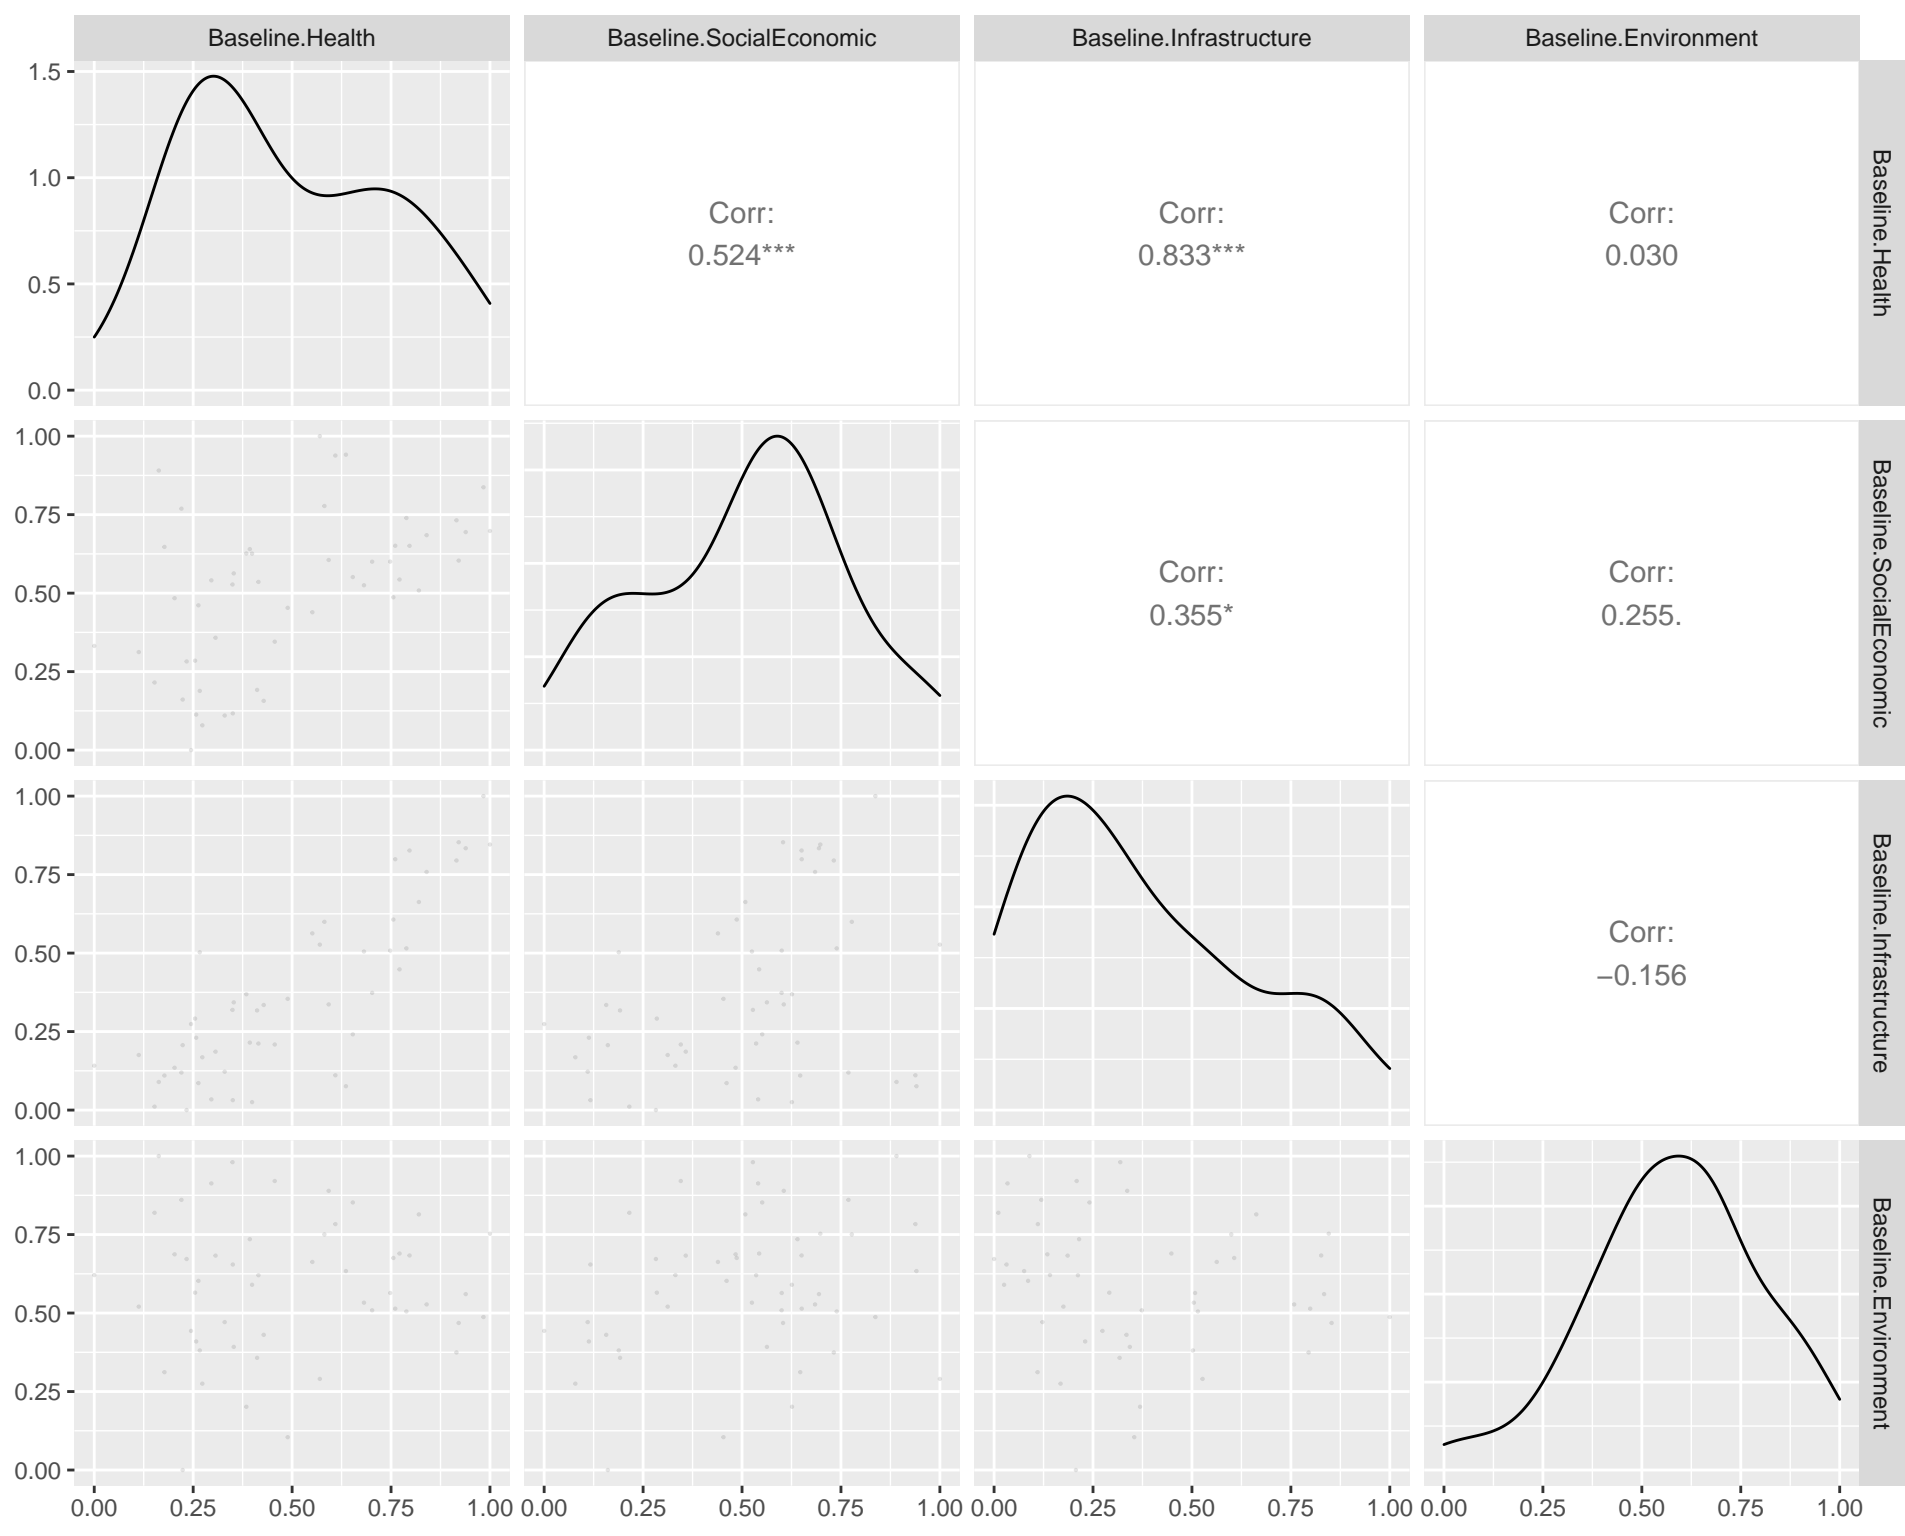 Baseline.Health Baseline.SocialEconomic Baseline.Infrastructure Baseline.Environment
1.5
1.0
0.5
0.0
Corr:
0.524***
Corr:
0.833***
Corr:
0.030
Baseline.Health
1.00
0.75
0.50
0.25
0.00
Corr:
0.355*
Corr:
0.255.
Baseline.SocialEconomic
1.00
0.75
0.50
0.25
0.00
Corr:
−0.156
Baseline.Infrastructure
1.00
0.75
0.50
0.25
0.00
Baseline.Environment
0.00 0.25 0.50 0.75 1.00 0.00 0.25 0.50 0.75 1.00 0.00 0.25 0.50 0.75 1.00 0.00 0.25 0.50 0.75 1.00